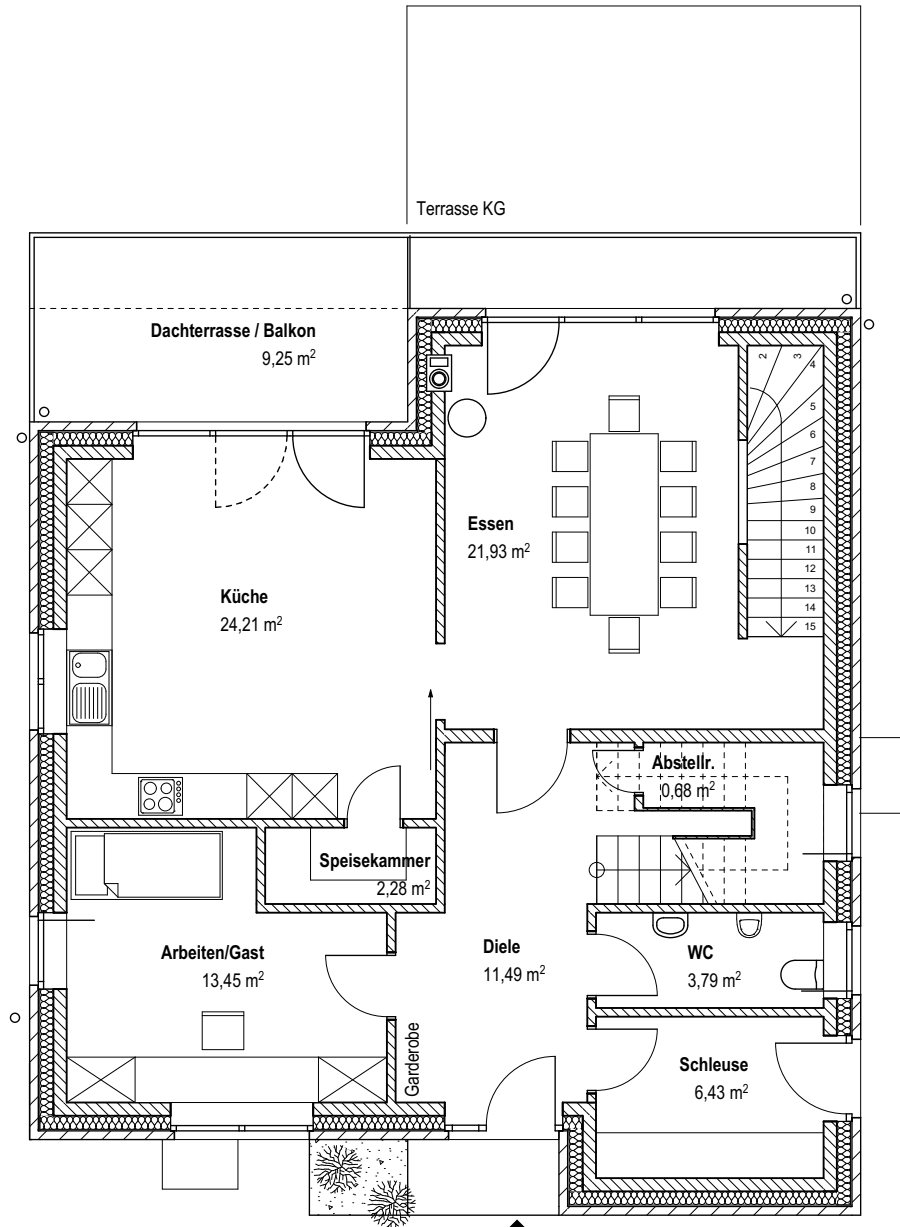 Terrasse KG
Dachterrasse / Balkon
9,25 m²
2
3
4
5
6
7
8
9
10
11
12
13
14
15
Essen
21,93 m²
Küche
24,21 m²
Abstellr.
0,68 m²
Speisekammer
2,28 m²
Arbeiten/Gast
13,45 m²
Diele
11,49 m²
WC
3,79 m²
Garderobe
Schleuse
6,43 m²